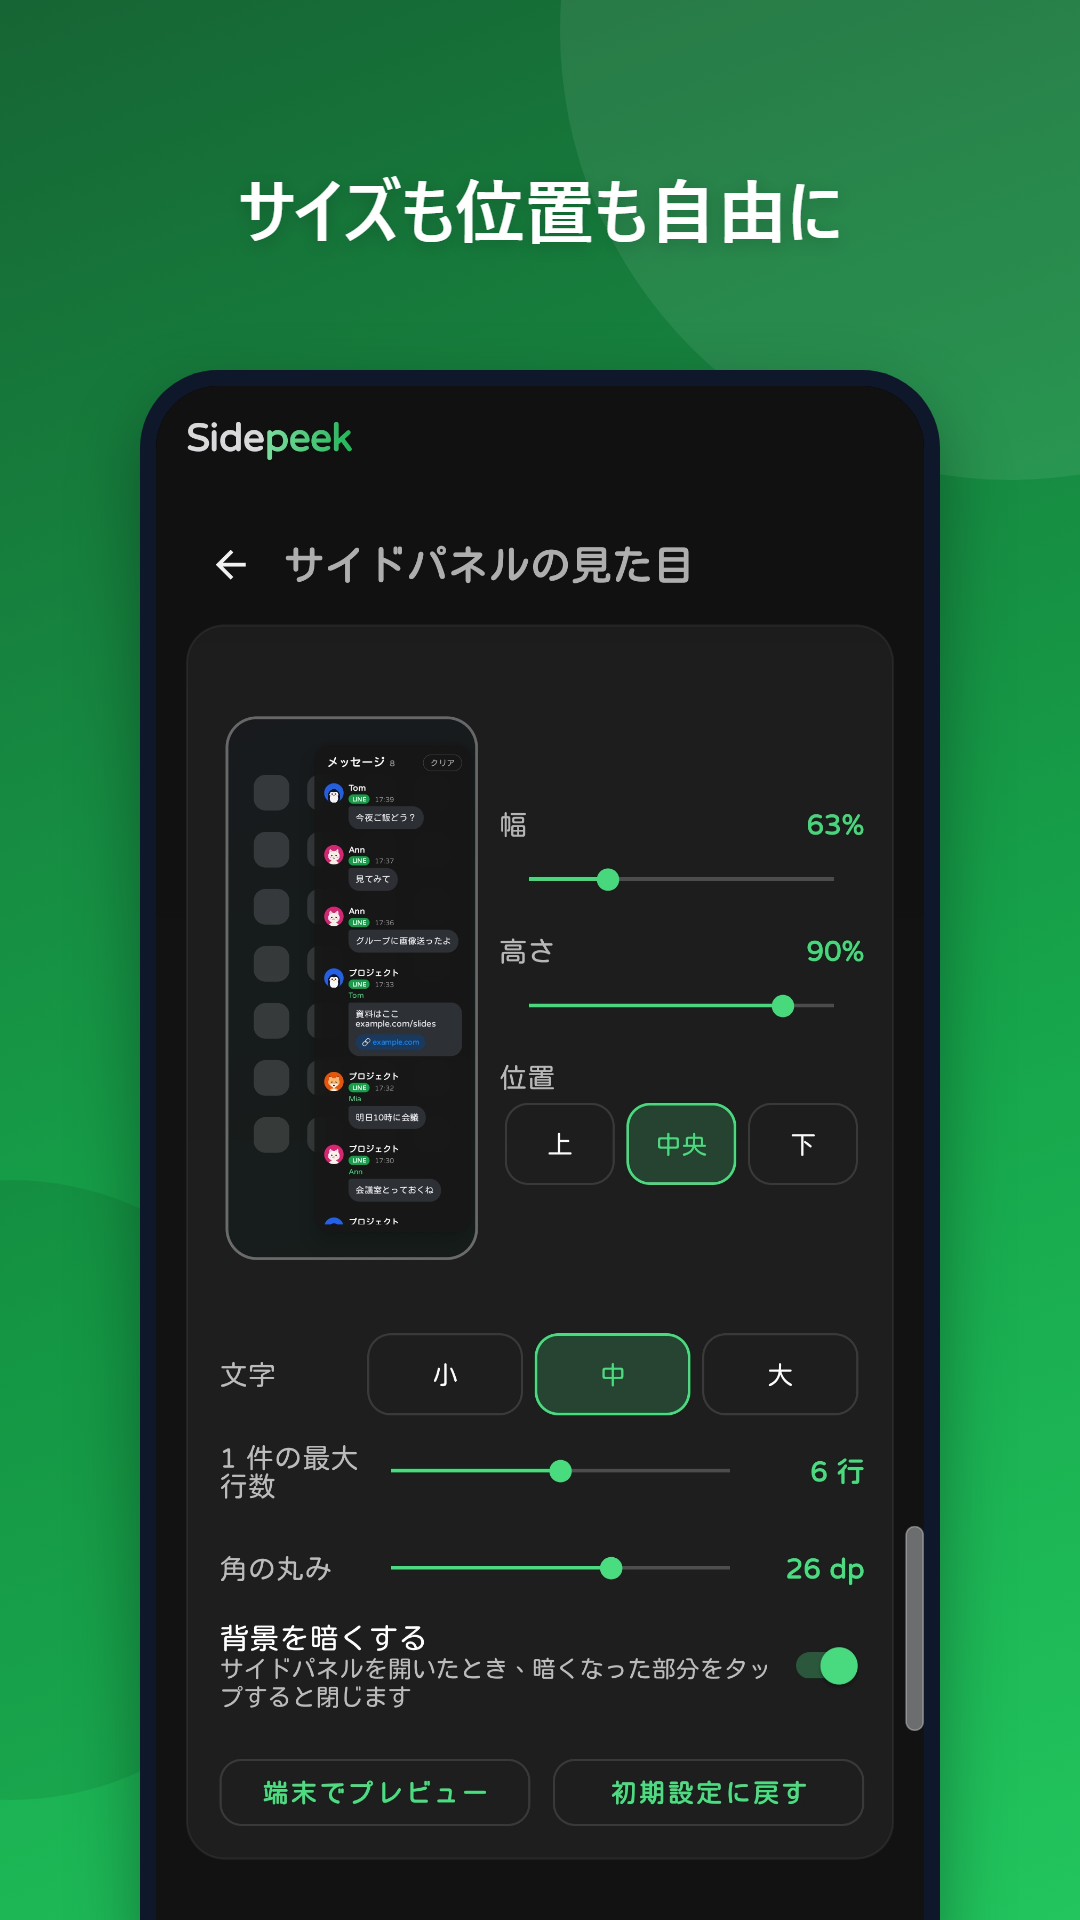 サイズも位置も自由に
Sidepeek
サイドパネルの見た目
メッセージ 8 クリア
Tom
LINE 17:39
今夜ご飯どう？
Ann
LINE 17:37
見てみて
Ann
LINE 17:36
グループに画像送ったよ
プロジェクト
LINE 17:33
Tom
資料はここ
example.com/slides
example.com
プロジェクト
LINE 17:32
Mia
明日10時に会議
プロジェクト
LINE 17:30
Ann
会議室とっておくね
プロジェクト
幅 63%
高さ 90%
位置
上 中央 下
文字 小 中 大
1 件の最大
行数
6 行
角の丸み 26 dp
背景を暗くする
サイドパネルを開いたとき、暗くなった部分をタッ
プすると閉じます
端末でプレビュー 初期設定に戻す